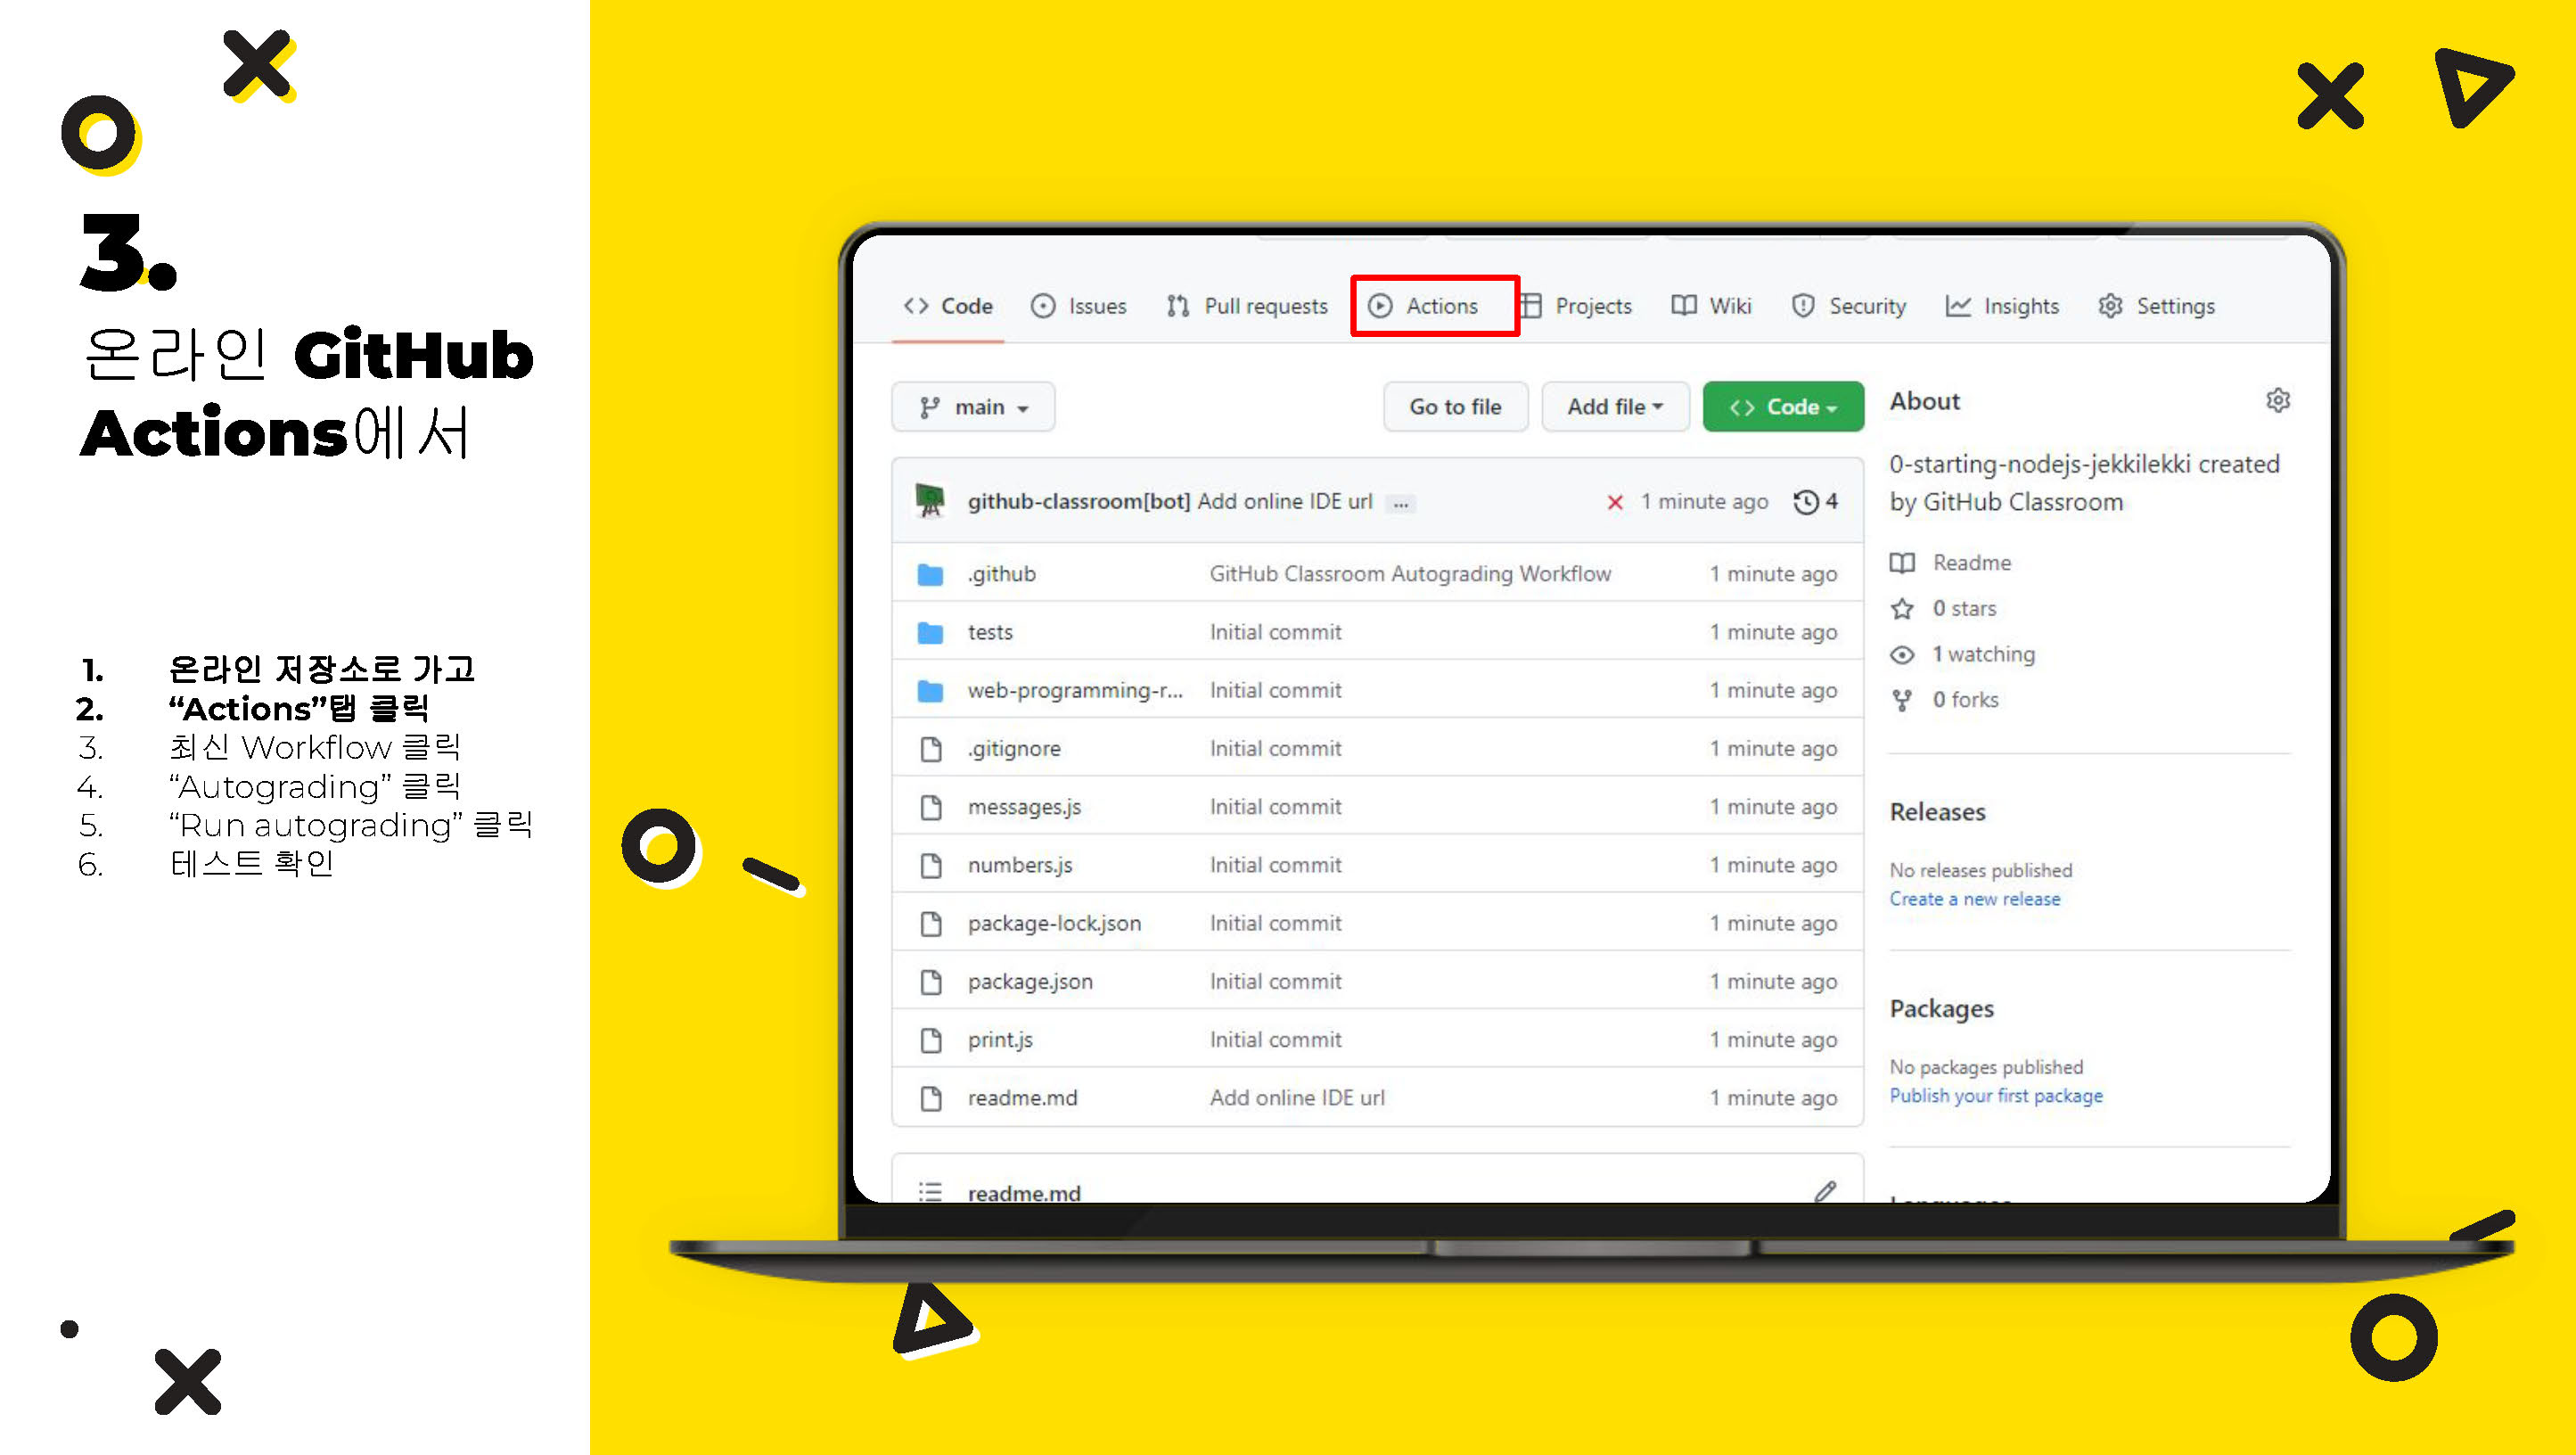 3.
온라인 GitHub
Actions에서
1. 온라인 저장소로 가고
2. “Actions”탭 클릭
3. 최신 Workflow 클릭
4. “Autograding” 클릭
5. “Run autograding” 클릭
6. 테스트 확인
Code Issues Pull requests Actions Projects Wiki Security Insights Settings
main Go to file Add file Code
github-classroom[bot] Add online IDE url ... 1 minute ago 4
.github GitHub Classroom Autograding Workflow 1 minute ago
tests Initial commit 1 minute ago
web-programming-r... Initial commit 1 minute ago
.gitignore Initial commit 1 minute ago
messages.js Initial commit 1 minute ago
numbers.js Initial commit 1 minute ago
package-lock.json Initial commit 1 minute ago
package.json Initial commit 1 minute ago
print.js Initial commit 1 minute ago
readme.md Add online IDE url 1 minute ago
readme.md
About
0-starting-nodejs-jekkilekki created
by GitHub Classroom
Readme
0 stars
1 watching
0 forks
Releases
No releases published
Create a new release
Packages
No packages published
Publish your first package